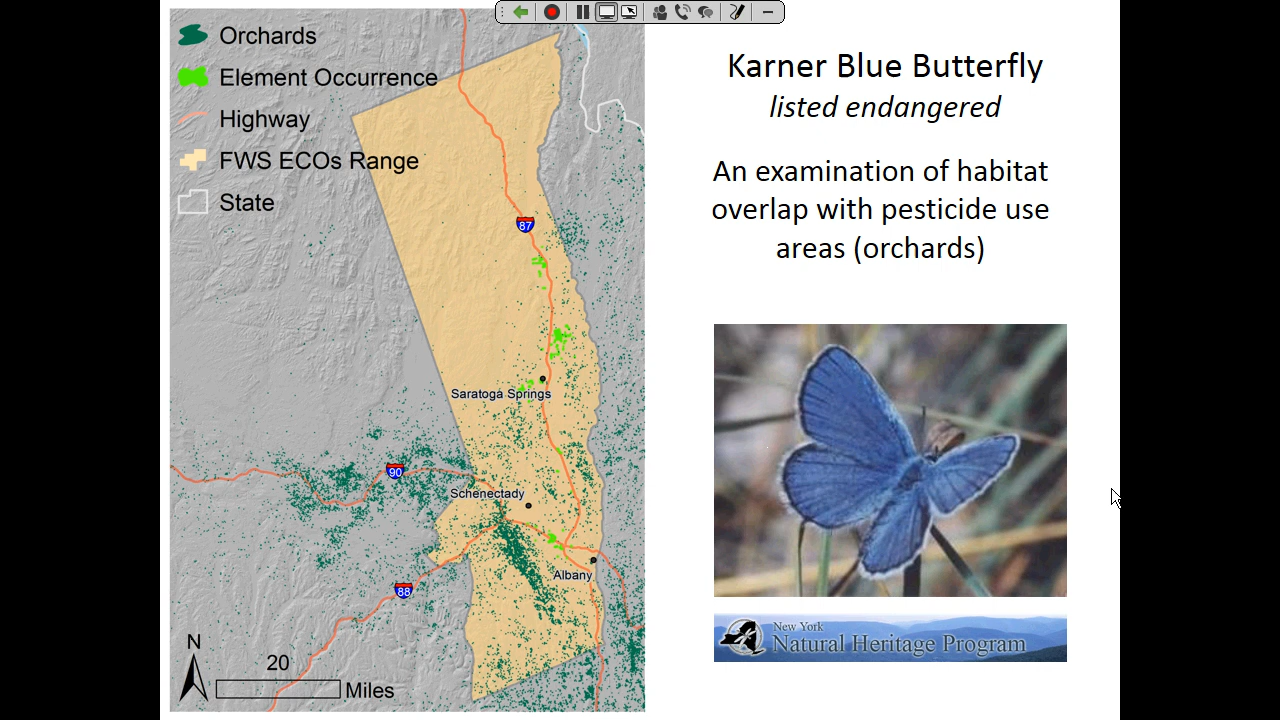 Orchards
Element Occurrence
Highway
FWS ECOs Range
State
87
Saratoga Springs
90
Schenectady
Albany
88
N
20
Miles
Karner Blue Butterfly
listed endangered
An examination of habitat
overlap with pesticide use
areas (orchards)
New York
Natural Heritage Program